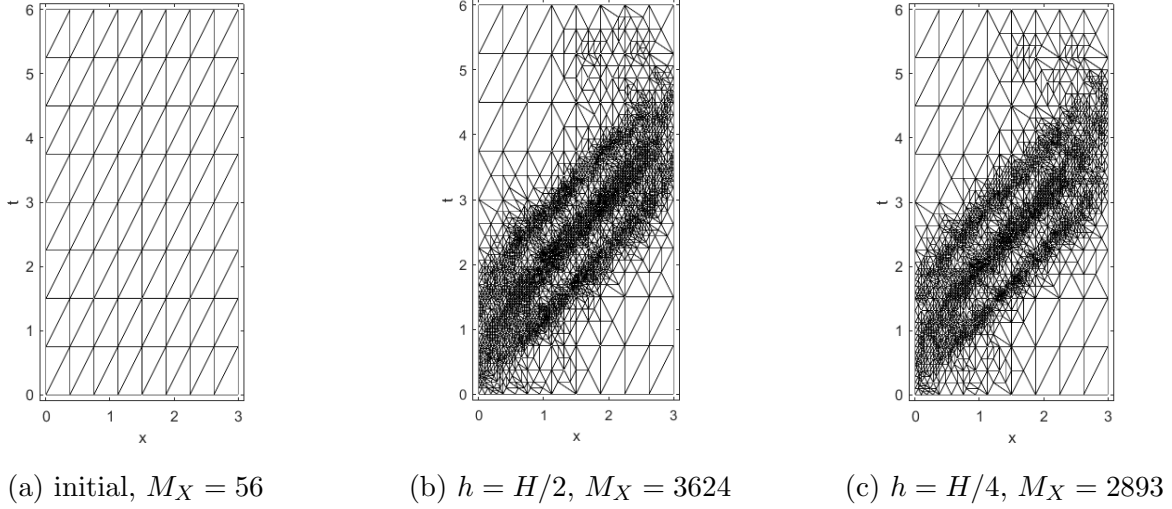 6
5
4
3
2
1
0
t
0 1 2 3
x
6
5
4
3
2
1
0
t
0 1 2 3
x
6
5
4
3
2
1
0
t
0 1 2 3
x
(a) initial, M_X = 56
(b) h = H/2, M_X = 3624
(c) h = H/4, M_X = 2893